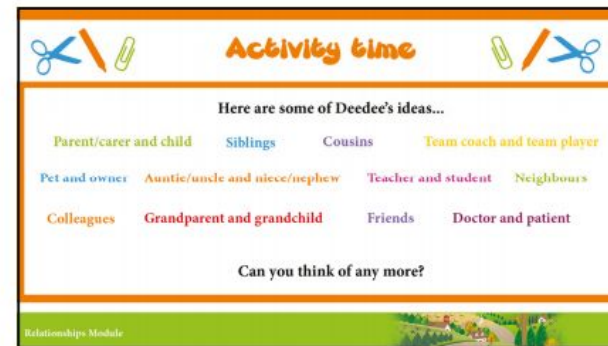 Activity time
Here are some of Deedee's ideas...
Parent/carer and child Siblings Cousins Team coach and team player
Pet and owner Auntie/uncle and niece/nephew Teacher and student Neighbours
Colleagues Grandparent and grandchild Friends Doctor and patient
Can you think of any more?
Relationships Module